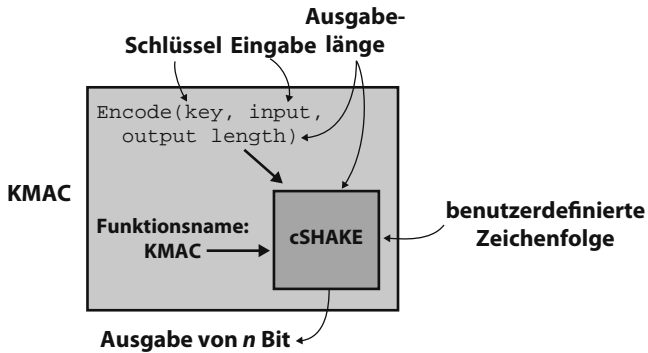 Ausgabe-
Schlüssel Eingabe länge
Encode(key, input,
output length)
KMAC
Funktionsname:
KMAC
cSHAKE
benutzerdefinierte
Zeichenfolge
Ausgabe von n Bit